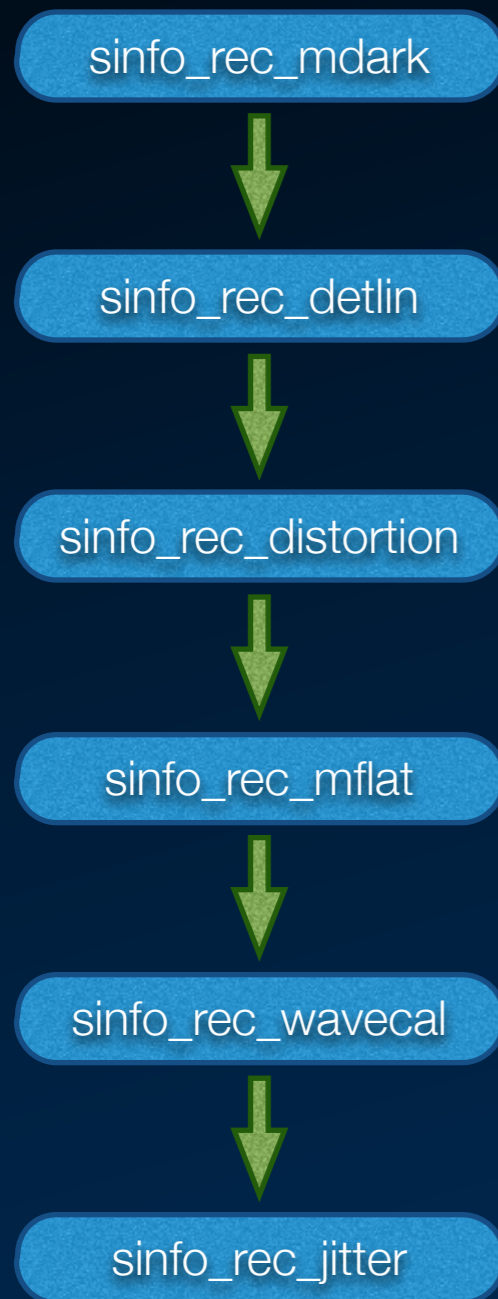 sinfo_rec_mdark
sinfo_rec_detlin
sinfo_rec_distortion
sinfo_rec_mflat
sinfo_rec_wavecal
sinfo_rec_jitter